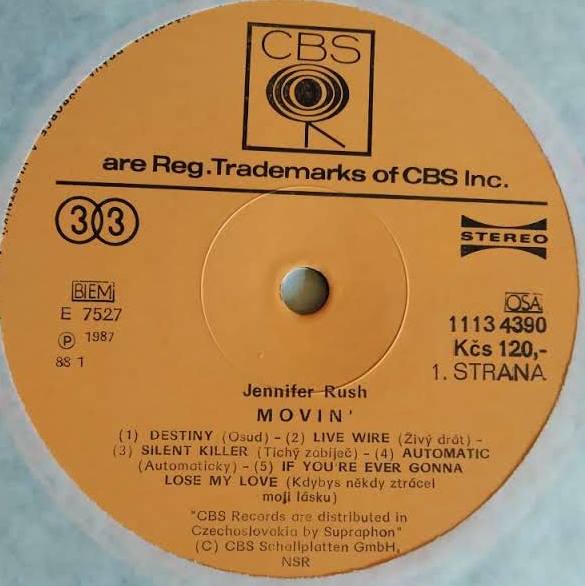 CBS
are Reg. Trademarks of CBS Inc.
33
STEREO
BIEM
E 7527
Ⓟ 1987
88 1
OSA
1113 4390
Kčs 120,-
1. STRANA
Jennifer Rush
MOVIN'
(1) DESTINY (Osud) – (2) LIVE WIRE (Živý drát) –
(3) SILENT KILLER (Tichý zabíječ) – (4) AUTOMATIC
(Automaticky) – (5) IF YOU'RE EVER GONNA
LOSE MY LOVE (Kdybys někdy ztrácel
moji lásku)
"CBS Records are distributed in
Czechoslovakia by Supraphon"
(C) CBS Schallplatten GmbH,
NSR